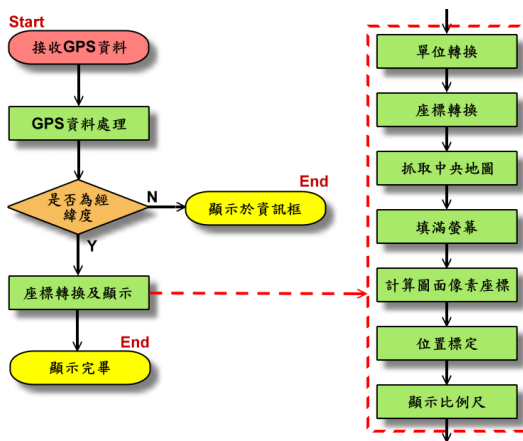 Start
接收GPS資料
GPS資料處理
是否為經
緯度
N
End
顯示於資訊框
Y
座標轉換及顯示
End
顯示完畢
單位轉換
座標轉換
抓取中央地圖
填滿螢幕
計算圖面像素座標
位置標定
顯示比例尺